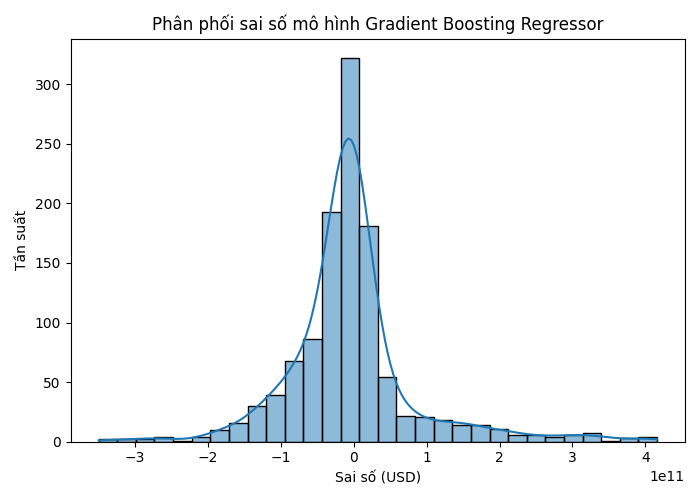 Phân phối sai số mô hình Gradient Boosting Regressor
Tần suất
300
250
200
150
100
50
0
−3 −2 −1 0 1 2 3 4
1e11
Sai số (USD)